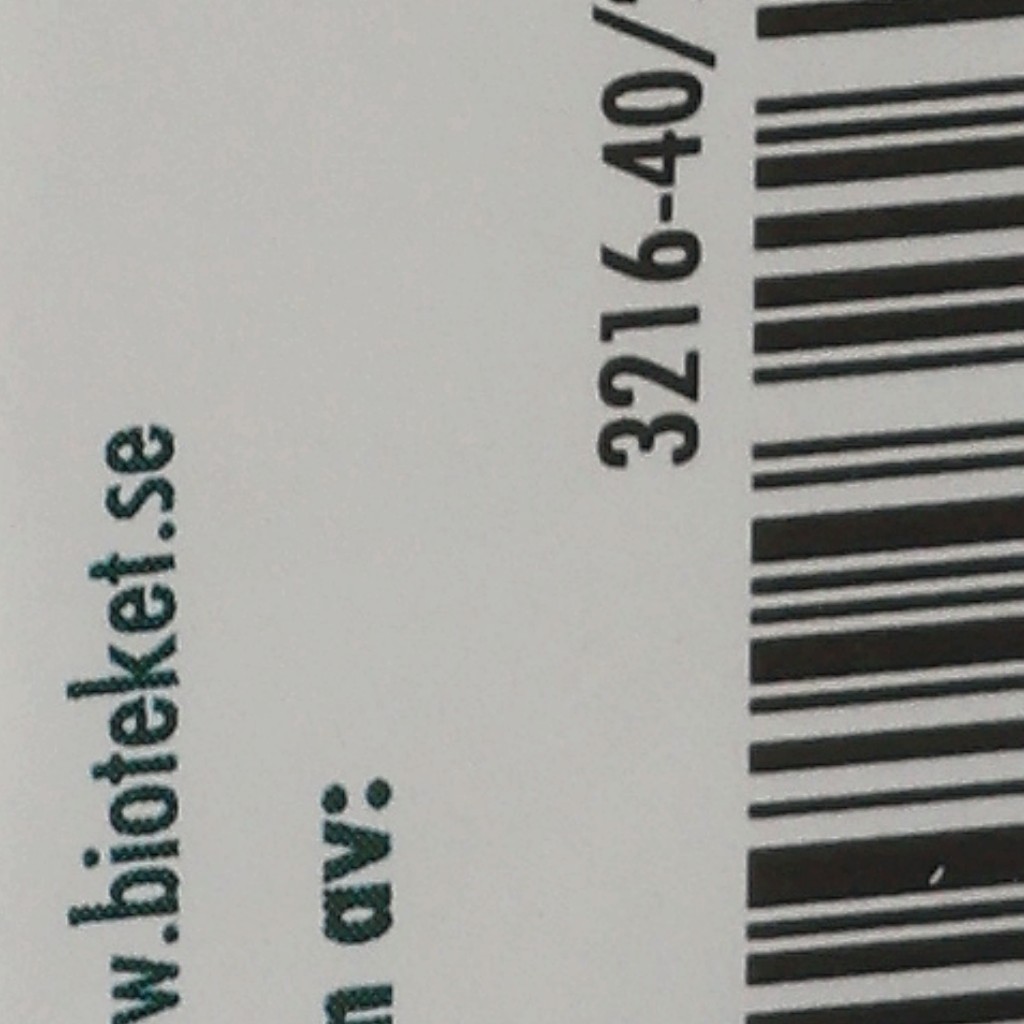 w.bioteket.se
n av:
3216-40/